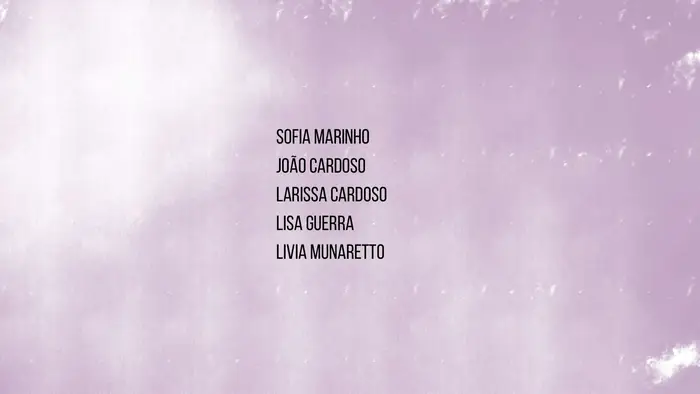 SOFIA MARINHO
JOÃO CARDOSO
LARISSA CARDOSO
LISA GUERRA
LIVIA MUNARETTO